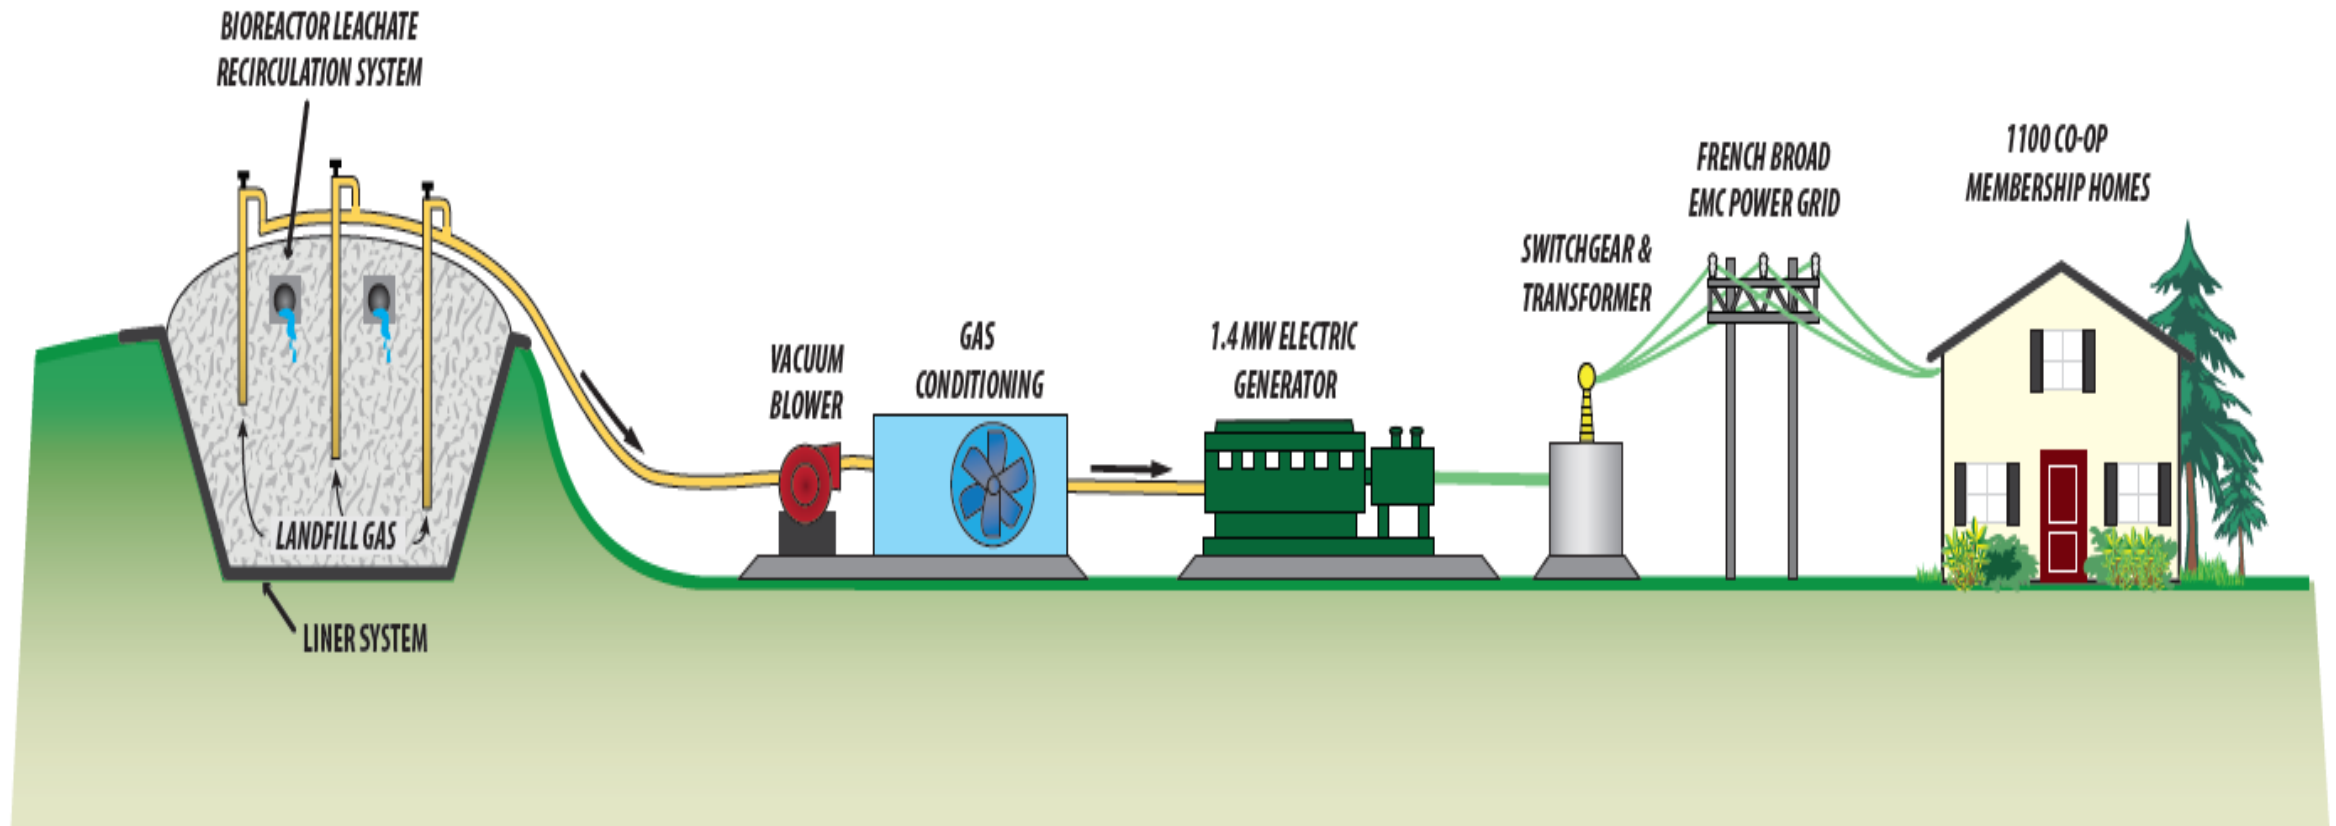 BIOREACTOR LEACHATE
RECIRCULATION SYSTEM
LANDFILL GAS
LINER SYSTEM
VACUUM
BLOWER
GAS
CONDITIONING
1.4 MW ELECTRIC
GENERATOR
SWITCHGEAR &
TRANSFORMER
FRENCH BROAD
EMC POWER GRID
1100 CO-OP
MEMBERSHIP HOMES